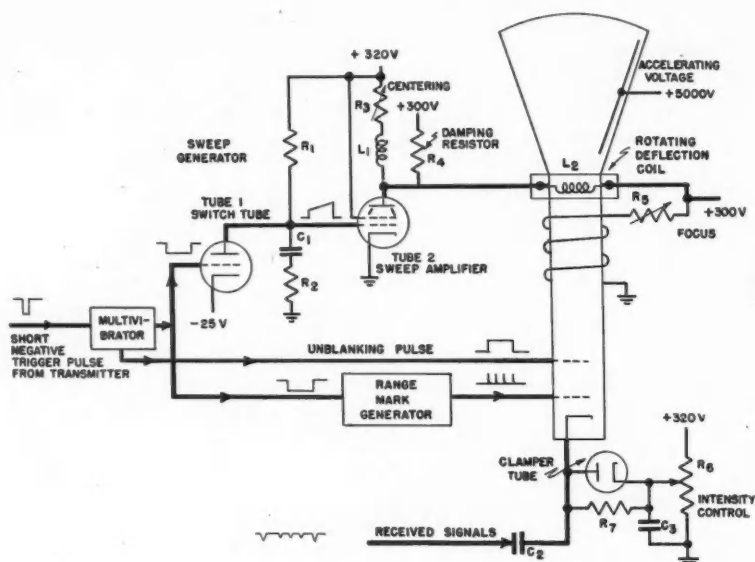 + 320V
CENTERING
R3
+300V
ACCELERATING
VOLTAGE
+5000V
SWEEP
GENERATOR
R1
L1
DAMPING
RESISTOR
R4
L2
ROTATING
DEFLECTION
COIL
TUBE 1
SWITCH TUBE
C1
R5
+300V
FOCUS
R2
TUBE 2
SWEEP AMPLIFIER
-25 V
MULTIVI-
BRATOR
SHORT
NEGATIVE
TRIGGER PULSE
FROM TRANSMITTER
UNBLANKING PULSE
RANGE
MARK
GENERATOR
+320V
CLAMPER
TUBE
R6
INTENSITY
CONTROL
R7
C3
RECEIVED SIGNALS
C2